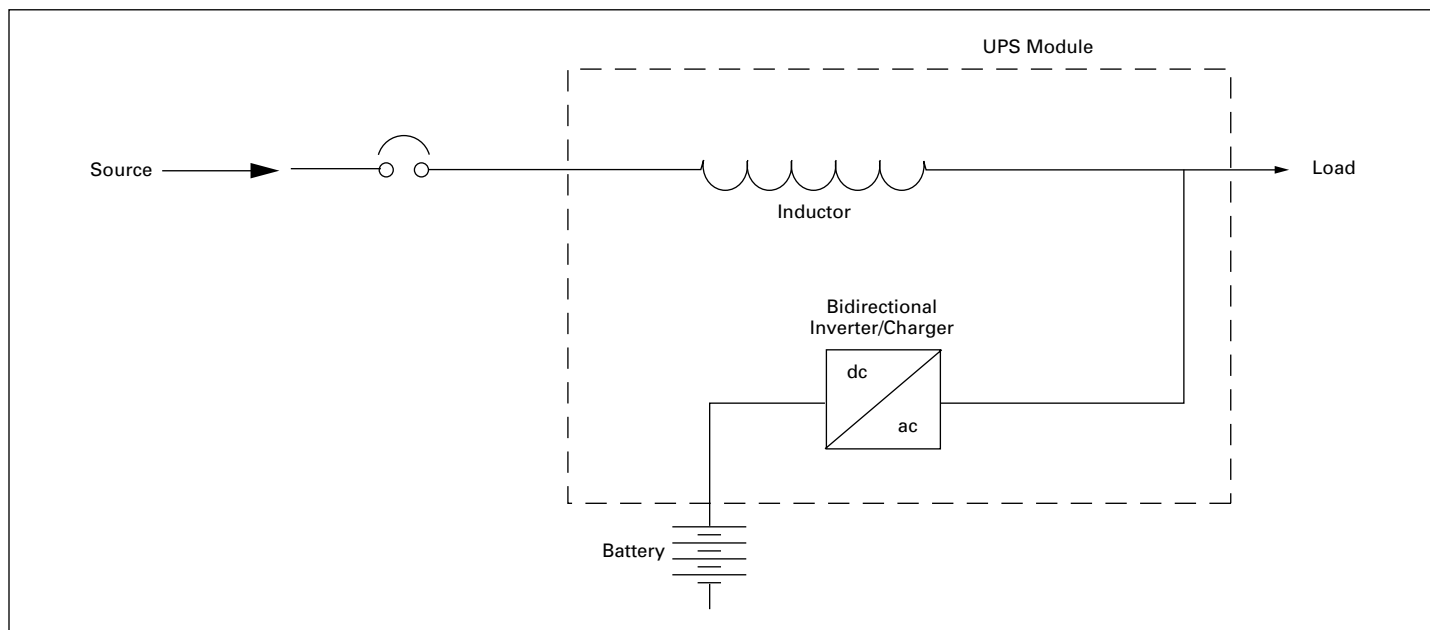 UPS Module
Source
Load
Inductor
Bidirectional
Inverter/Charger
dc
ac
Battery